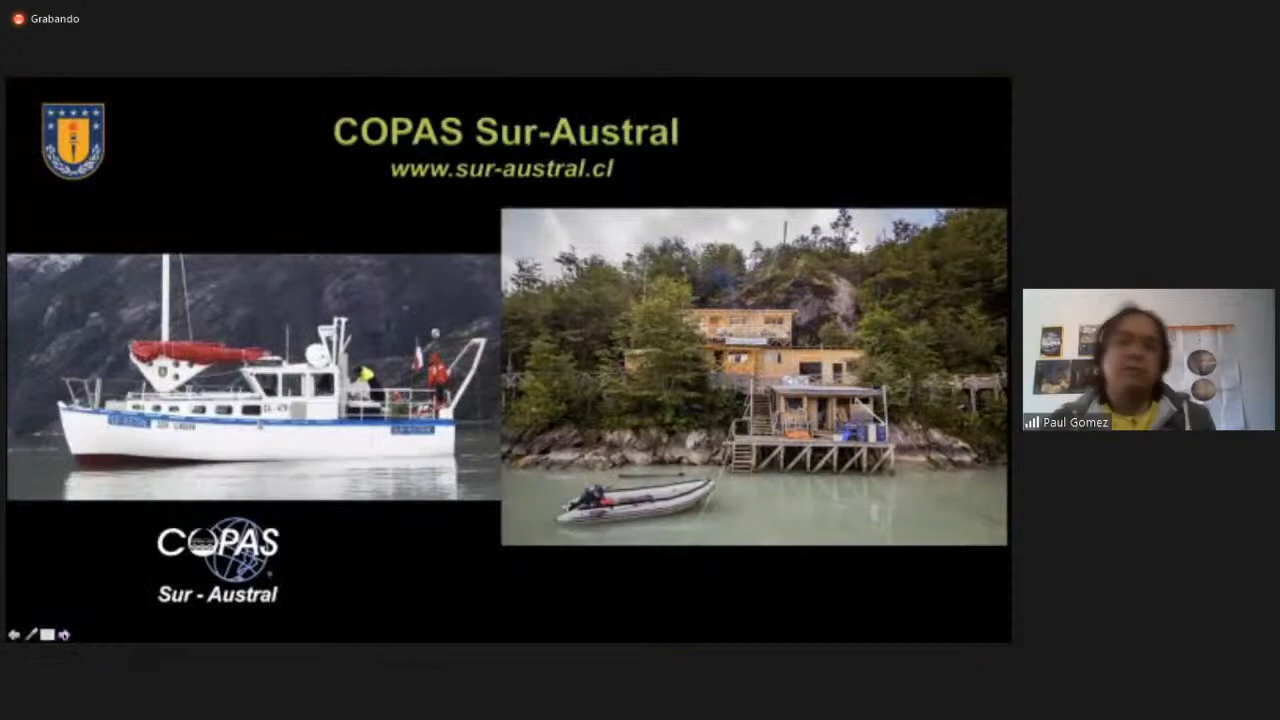 Grabando
COPAS Sur-Austral
www.sur-austral.cl
COPAS
Sur - Austral
Paul Gomez